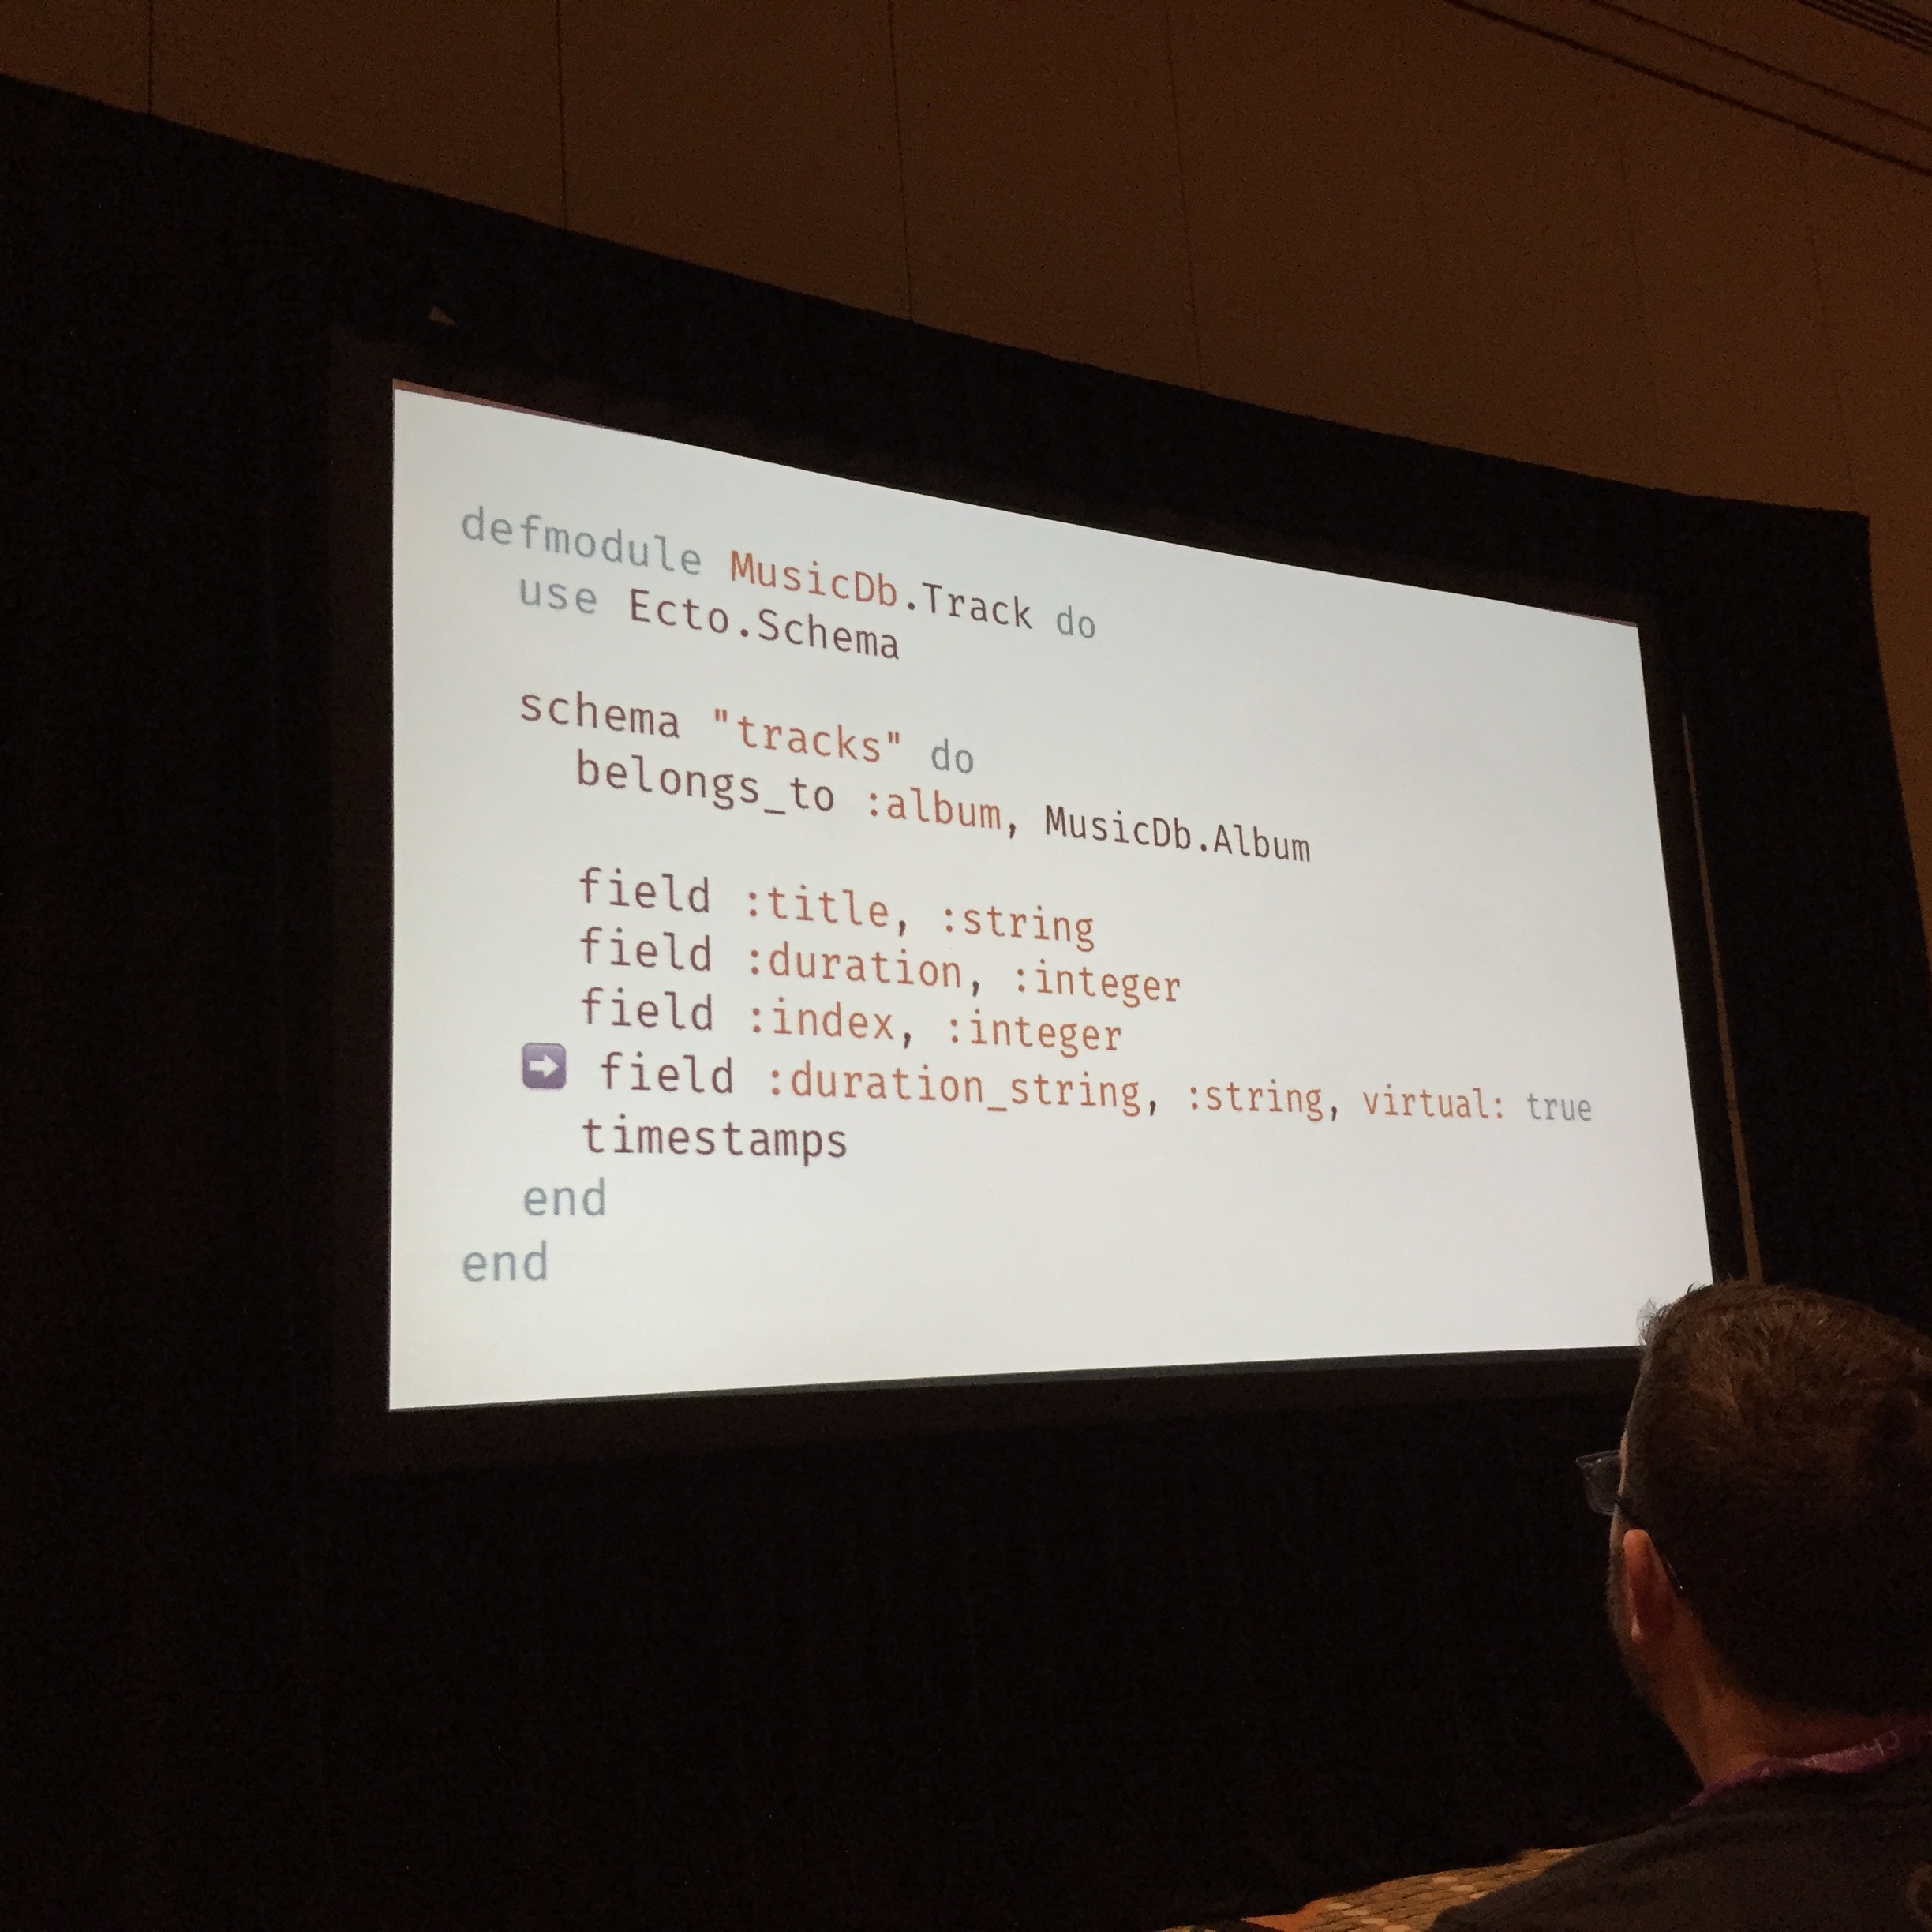 defmodule MusicDb.Track do
use Ecto.Schema
schema "tracks" do
belongs_to :album, MusicDb.Album
field :title, :string
field :duration, :integer
field :index, :integer
➡ field :duration_string, :string, virtual: true
timestamps
end
end